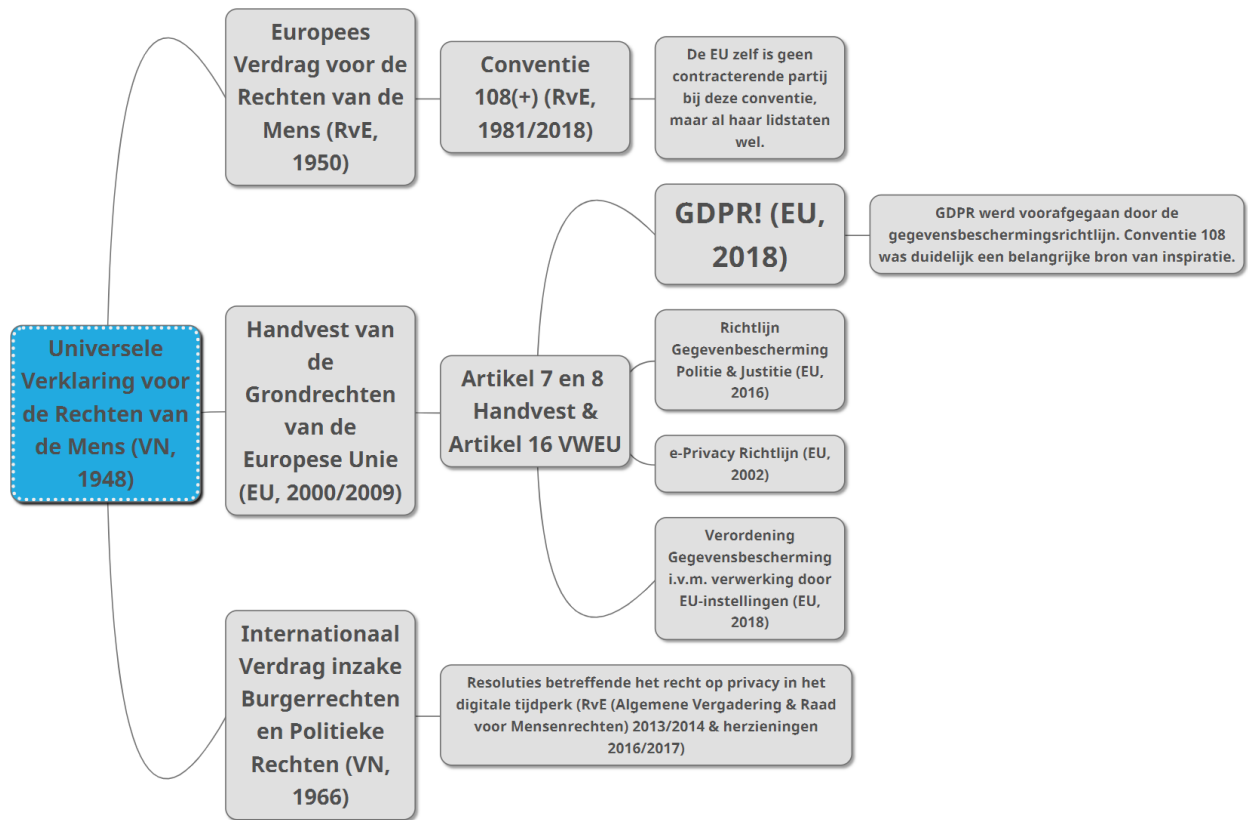 Europees
Verdrag voor de
Rechten van de
Mens (RvE,
1950)
Conventie
108(+) (RvE,
1981/2018)
De EU zelf is geen
contracterende partij
bij deze conventie,
maar al haar lidstaten
wel.
GDPR! (EU,
2018)
GDPR werd voorafgegaan door de
gegevensbeschermingsrichtlijn. Conventie 108
was duidelijk een belangrijke bron van inspiratie.
Universele
Verklaring voor
de Rechten van
de Mens (VN,
1948)
Handvest van
de
Grondrechten
van de
Europese Unie
(EU, 2000/2009)
Artikel 7 en 8
Handvest &
Artikel 16 VWEU
Richtlijn
Gegevenbescherming
Politie & Justitie (EU,
2016)
e-Privacy Richtlijn (EU,
2002)
Verordening
Gegevensbescherming
i.v.m. verwerking door
EU-instellingen (EU,
2018)
Internationaal
Verdrag inzake
Burgerrechten
en Politieke
Rechten (VN,
1966)
Resoluties betreffende het recht op privacy in het
digitale tijdperk (RvE (Algemene Vergadering & Raad
voor Mensenrechten) 2013/2014 & herzieningen
2016/2017)